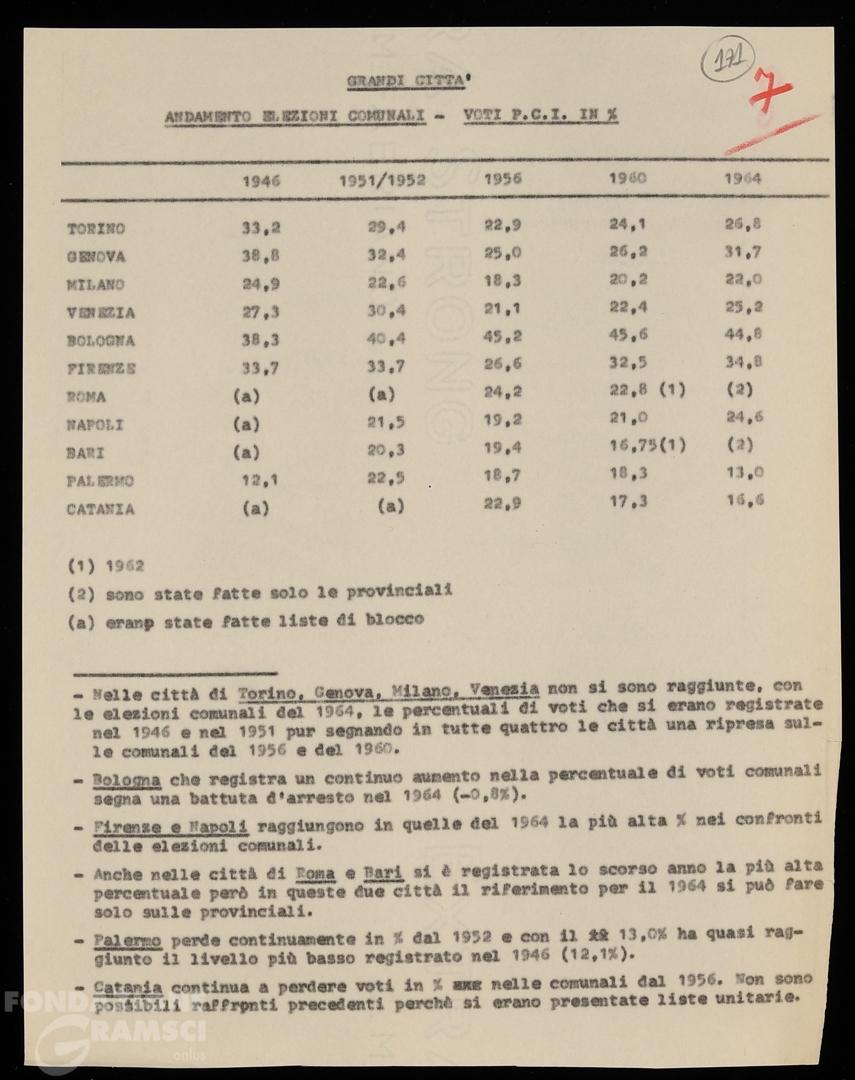 171
7
GRANDI CITTA'
ANDAMENTO ELEZIONI COMUNALI - VOTI P.C.I. IN %
1946 1951/1952 1956 1960 1964
TORINO 33,2 29,4 22,9 24,1 26,8
GENOVA 38,8 32,4 25,0 26,2 31,7
MILANO 24,9 22,6 18,3 20,2 22,0
VENEZIA 27,3 30,4 21,1 22,4 25,2
BOLOGNA 38,3 40,4 45,2 45,6 44,8
FIRENZE 33,7 33,7 26,6 32,5 34,8
ROMA (a) (a) 24,2 22,8 (1) (2)
NAPOLI (a) 21,5 19,2 21,0 24,6
BARI (a) 20,3 19,4 16,75(1) (2)
PALERMO 12,1 22,5 18,7 18,3 13,0
CATANIA (a) (a) 22,9 17,3 16,6
(1) 1962
(2) sono state fatte solo le provinciali
(a) eranp state fatte liste di blocco
- Nelle città di Torino, Genova, Milano, Venezia non si sono raggiunte, con
le elezioni comunali del 1964, le percentuali di voti che si erano registrate
nel 1946 e nel 1951 pur segnando in tutte quattro le città una ripresa sul-
le comunali del 1956 e del 1960.
- Bologna che registra un continuo aumento nella percentuale di voti comunali
segna una battuta d'arresto nel 1964 (-0,8%).
- Firenze e Napoli raggiungono in quelle del 1964 la più alta % nei confronti
delle elezioni comunali.
- Anche nelle città di Roma e Bari si è registrata lo scorso anno la più alta
percentuale però in queste due città il riferimento per il 1964 si può fare
solo sulle provinciali.
- Palermo perde continuamente in % dal 1952 e con il 13,0% ha quasi rag-
giunto il livello più basso registrato nel 1946 (12,1%).
- Catania continua a perdere voti in % nelle comunali dal 1956. Non sono
possibili raffrpnti precedenti perchè si erano presentate liste unitarie.
GRAMSCI
onlus